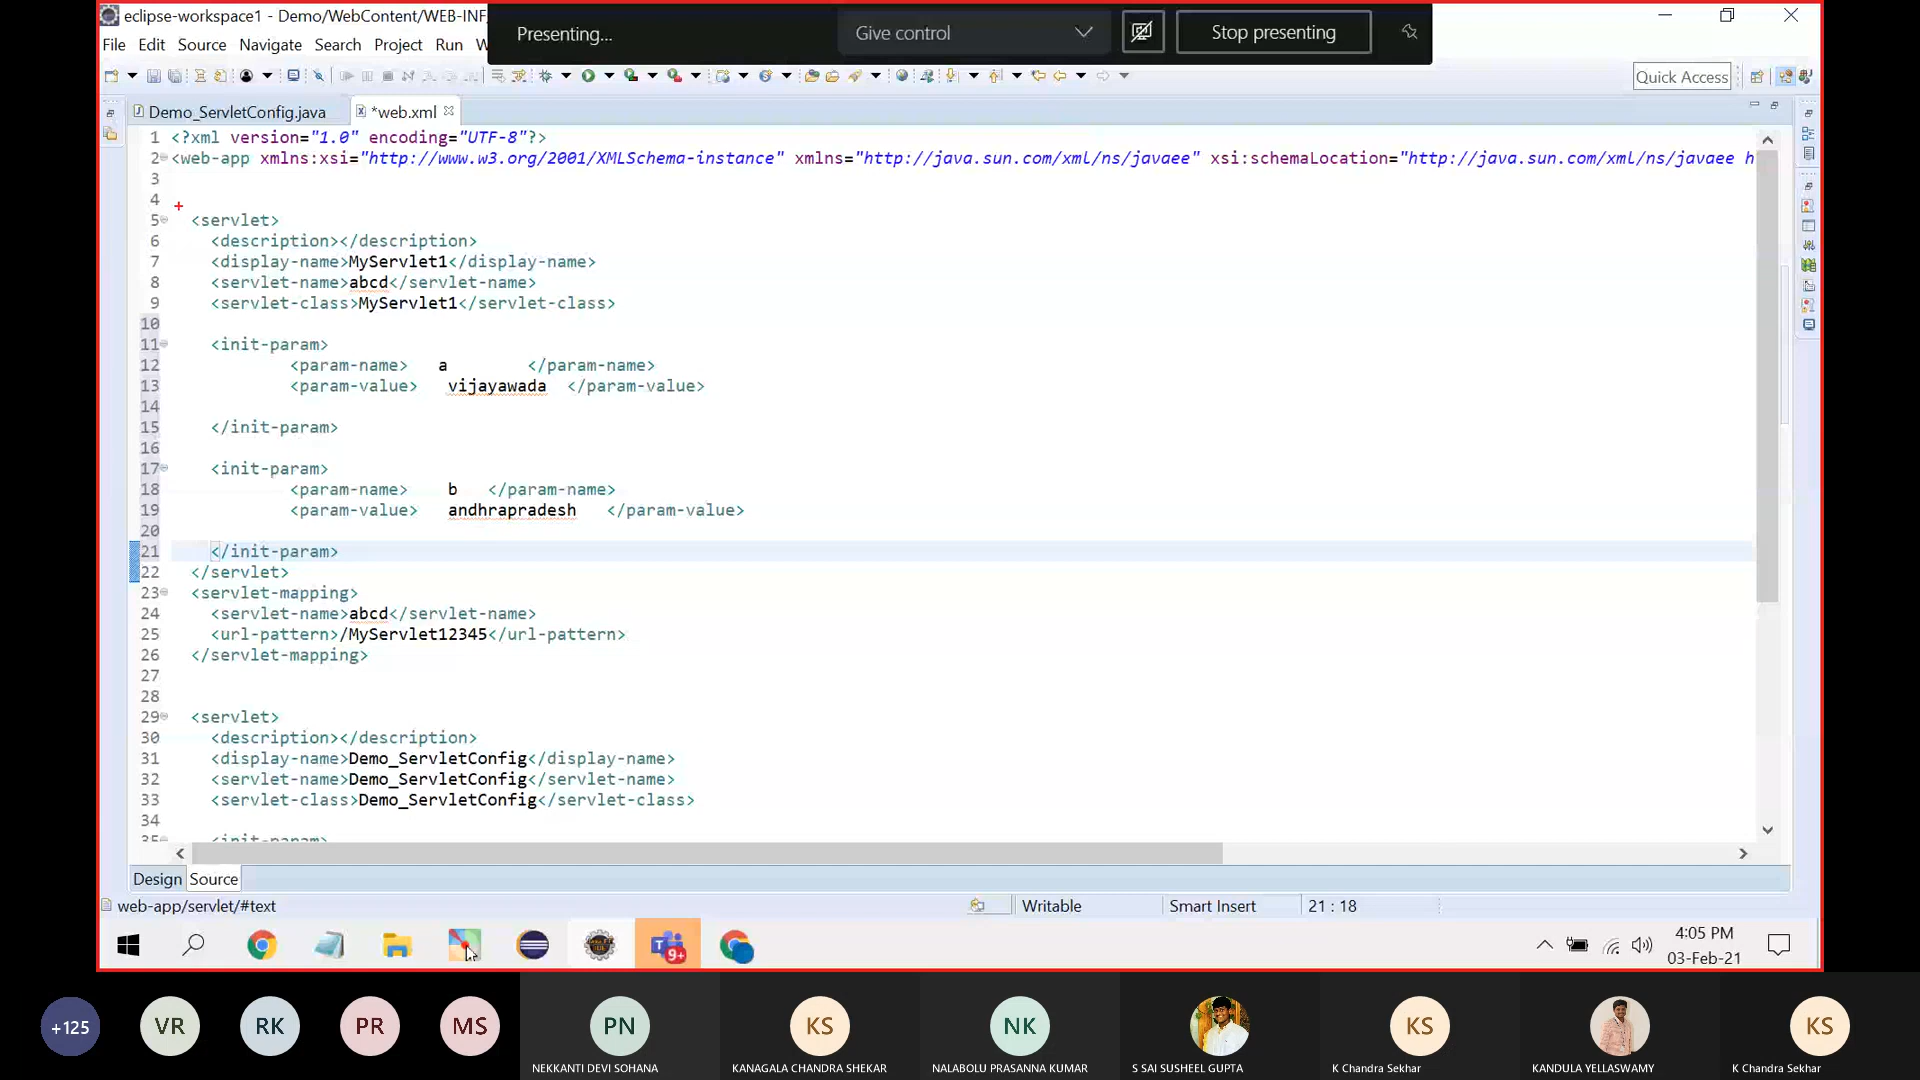 eclipse-workspace1 - Demo/WebContent/WEB-INF
Presenting...
Give control
Stop presenting
File Edit Source Refactor Navigate Search Project Run W
Quick Access
Demo_ServletConfig.java
*web.xml
1 <?xml version="1.0" encoding="UTF-8"?>
2 <web-app xmlns:xsi="http://www.w3.org/2001/XMLSchema-instance" xmlns="http://java.sun.com/xml/ns/javaee" xsi:schemaLocation="http://java.sun.com/xml/ns/javaee h
3
4
5 <servlet>
6 <description></description>
7 <display-name>MyServlet1</display-name>
8 <servlet-name>abcd</servlet-name>
9 <servlet-class>MyServlet1</servlet-class>
10
11 <init-param>
12 <param-name> a </param-name>
13 <param-value> vijayawada </param-value>
14
15 </init-param>
16
17 <init-param>
18 <param-name> b </param-name>
19 <param-value> andhrapradesh </param-value>
20
21 </init-param>
22 </servlet>
23 <servlet-mapping>
24 <servlet-name>abcd</servlet-name>
25 <url-pattern>/MyServlet12345</url-pattern>
26 </servlet-mapping>
27
28
29 <servlet>
30 <description></description>
31 <display-name>Demo_ServletConfig</display-name>
32 <servlet-name>Demo_ServletConfig</servlet-name>
33 <servlet-class>Demo_ServletConfig</servlet-class>
34
35 <init-param>
Design Source
web-app/servlet/#text
Writable
Smart Insert
21 : 18
9+
4:05 PM
03-Feb-21
+125
VR
RK
PR
MS
PN
KS
NK
KS
KS
NEKKANTI DEVI SOHANA
KANAGALA CHANDRA SHEKAR
NALABOLU PRASANNA KUMAR
S SAI SUSHEEL GUPTA
K Chandra Sekhar
KANDULA YELLASWAMY
K Chandra Sekhar